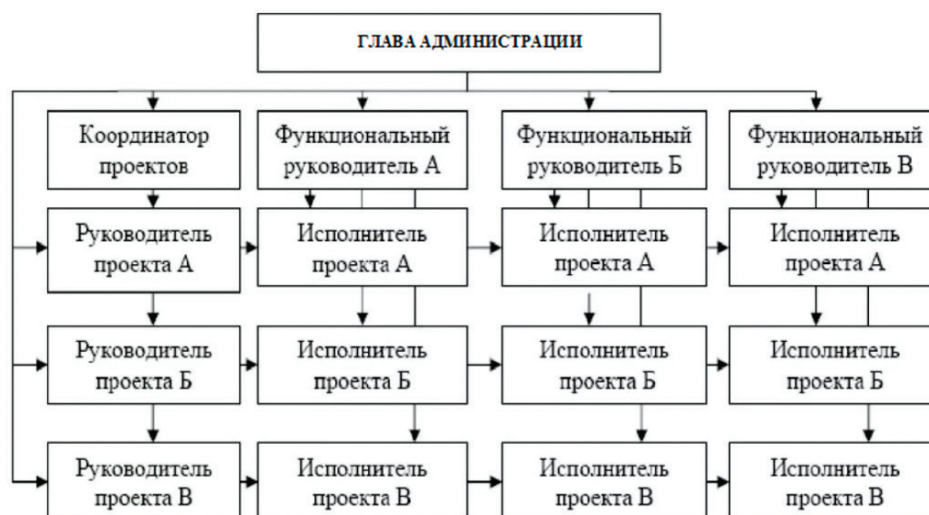 ГЛАВА АДМИНИСТРАЦИИ
Координатор
проектов
Функциональный
руководитель А
Функциональный
руководитель Б
Функциональный
руководитель В
Руководитель
проекта А
Исполнитель
проекта А
Исполнитель
проекта А
Исполнитель
проекта А
Руководитель
проекта Б
Исполнитель
проекта Б
Исполнитель
проекта Б
Исполнитель
проекта Б
Руководитель
проекта В
Исполнитель
проекта В
Исполнитель
проекта В
Исполнитель
проекта В